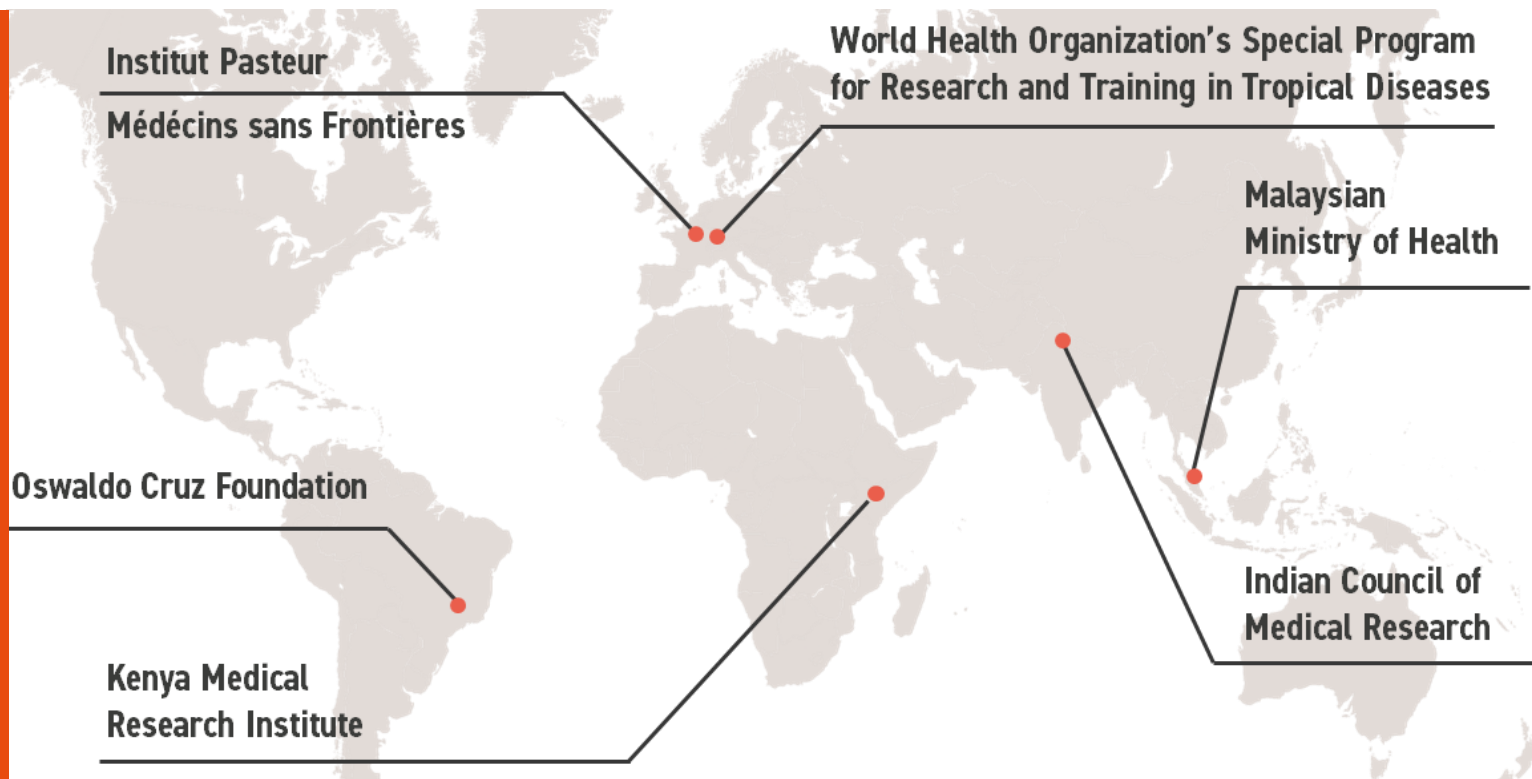 Institut Pasteur
Médécins sans Frontières
World Health Organization's Special Program
for Research and Training in Tropical Diseases
Malaysian
Ministry of Health
Oswaldo Cruz Foundation
Indian Council of
Medical Research
Kenya Medical
Research Institute